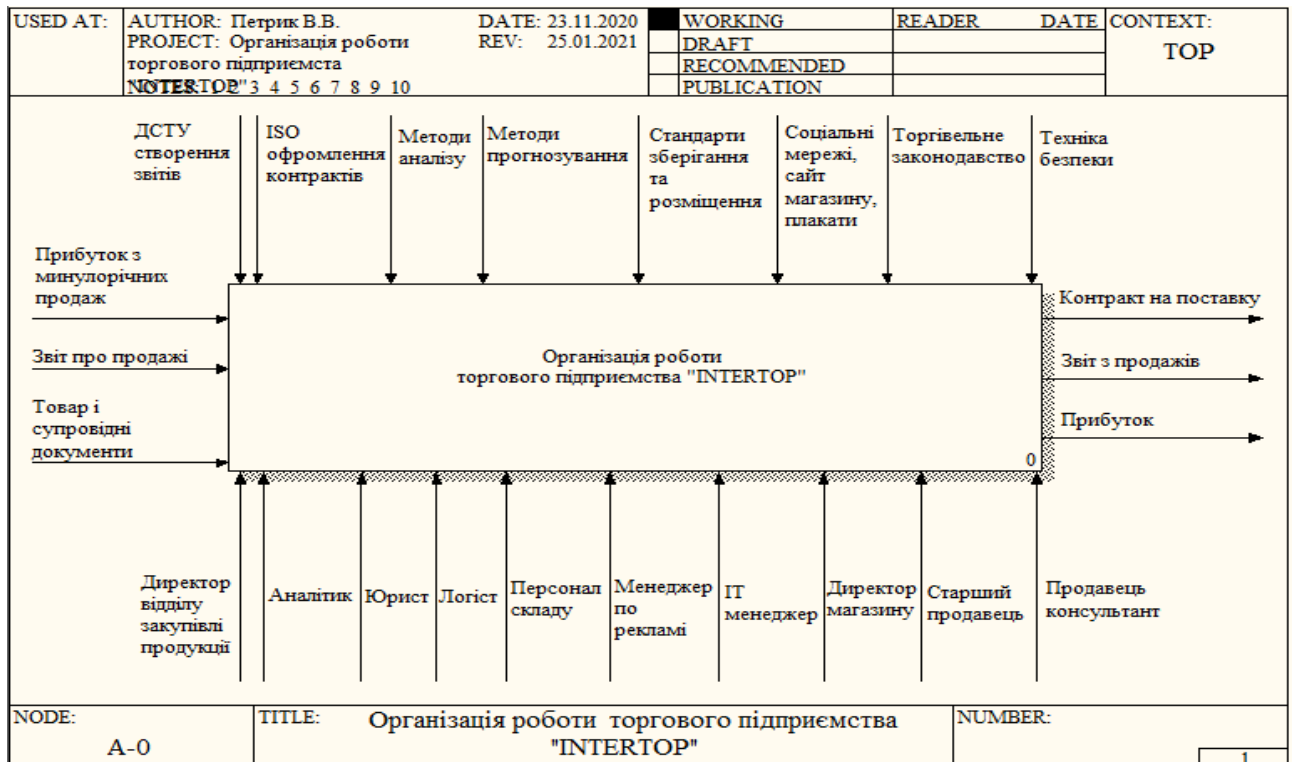 USED AT:
AUTHOR: Петрик В.В.
DATE: 23.11.2020
PROJECT: Організація роботи
REV: 25.01.2021
торгового підприємста
"INTERTOP"
NOTES: 1 2 3 4 5 6 7 8 9 10
WORKING
DRAFT
RECOMMENDED
PUBLICATION
READER DATE
CONTEXT:
TOP
ДСТУ
створення
звітів
ISO
офромлення
контрактів
Методи
аналізу
Методи
прогнозування
Стандарти
зберігання
та
розміщення
Соціальні
мережі,
сайт
магазину,
плакати
Торгівельне
законодавство
Техніка
безпеки
Прибуток з
минулорічних
продаж
Звіт про продажі
Товар і
супровідні
документи
Організація роботи
торгового підприємства "INTERTOP"
0
Контракт на поставку
Звіт з продажів
Прибуток
Директор
відділу
закупівлі
продукції
Аналітик
Юрист
Логіст
Персонал
складу
Менеджер
по
рекламі
IT
менеджер
Директор
магазину
Старший
продавець
Продавець
консультант
NODE:
A-0
TITLE:
Організація роботи торгового підприємства
"INTERTOP"
NUMBER:
1